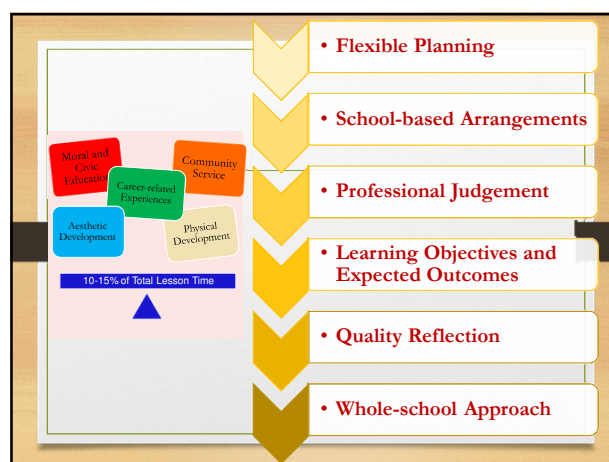 Moral and
Civic
Education
Community
Service
Career-related
Experiences
Aesthetic
Development
Physical
Development
10-15% of Total Lesson Time
• Flexible Planning
• School-based Arrangements
• Professional Judgement
• Learning Objectives and
Expected Outcomes
• Quality Reflection
• Whole-school Approach